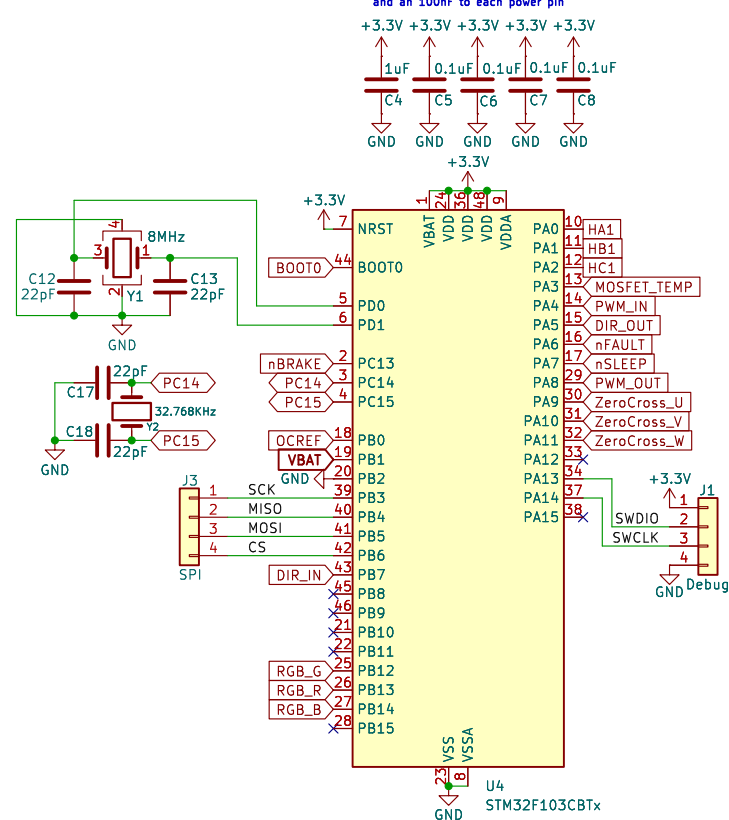 and an 100nF to each power pin
+3.3V +3.3V +3.3V +3.3V +3.3V
1uF 0.1uF 0.1uF 0.1uF 0.1uF
C4 C5 C6 C7 C8
GND GND GND GND GND
+3.3V
1 24 36 48 9
VBAT VDD VDD VDD VDDA
+3.3V
7 NRST
44 BOOT0
BOOT0
4
3 1
2
8MHz
Y1
C12
22pF
C13
22pF
GND
5 PD0
6 PD1
nBRAKE 2 PC13
PC14 3 PC14
PC15 4 PC15
22pF
C17
PC14
32.768KHz
Y2
C18
22pF
PC15
GND
OCREF 18 PB0
VBAT 19 PB1
GND 20 PB2
J3
1 SCK 39 PB3
2 MISO 40 PB4
3 MOSI 41 PB5
4 CS 42 PB6
SPI
DIR_IN 43 PB7
45 PB8
46 PB9
21 PB10
22 PB11
RGB_G 25 PB12
RGB_R 26 PB13
RGB_B 27 PB14
28 PB15
PA0 10 HA1
PA1 11 HB1
PA2 12 HC1
PA3 13 MOSFET_TEMP
PA4 14 PWM_IN
PA5 15 DIR_OUT
PA6 16 nFAULT
PA7 17 nSLEEP
PA8 29 PWM_OUT
PA9 30 ZeroCross_U
PA10 31 ZeroCross_V
PA11 32 ZeroCross_W
PA12 33
PA13 34
PA14 37
PA15 38
+3.3V
J1
1
SWDIO 2
SWCLK 3
4
GND
Debug
VSS VSSA
23 8
GND
U4
STM32F103CBTx